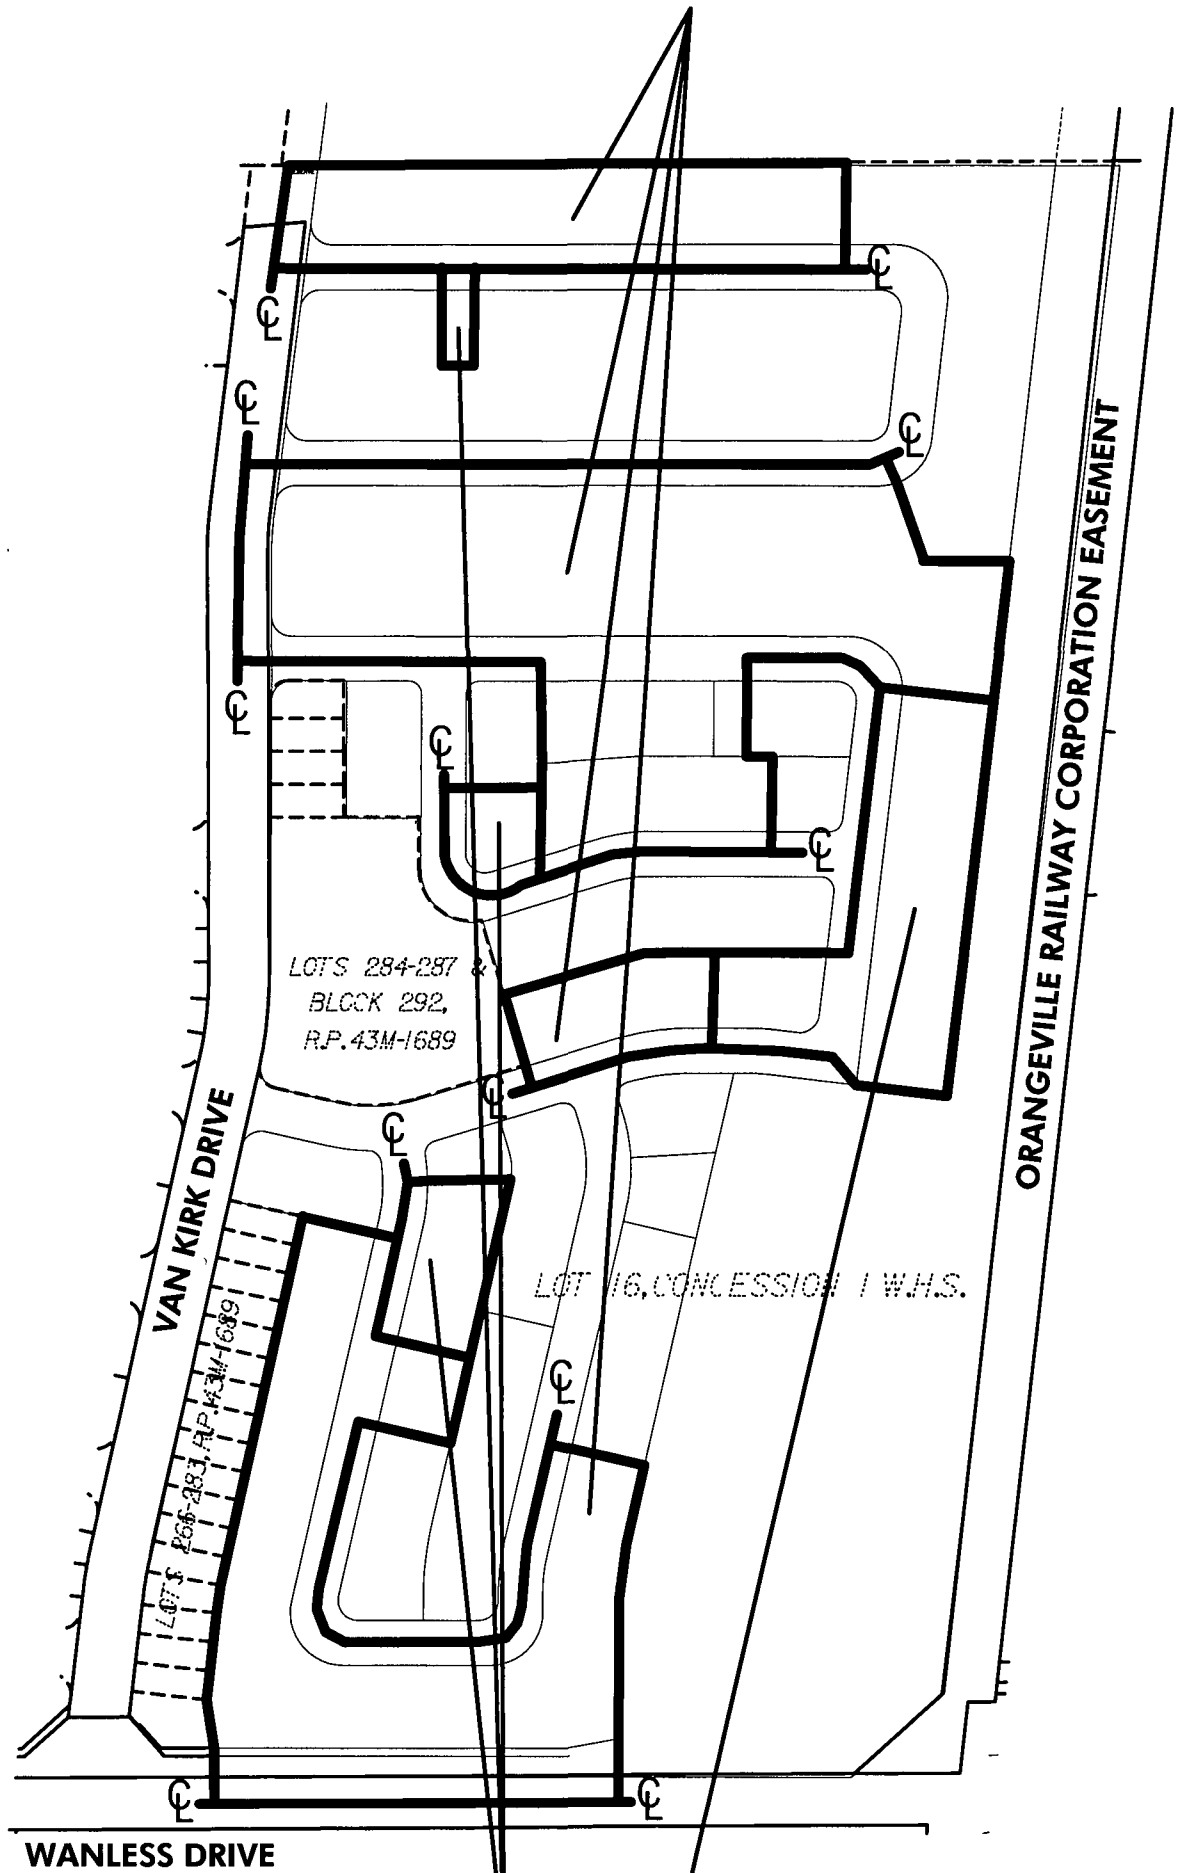 ℄
℄
℄
℄
℄
℄
℄
ORANGEVILLE RAILWAY CORPORATION EASEMENT
LOTS 284-287 &
BLOCK 292,
R.P. 43M-1689
℄
℄
VAN KIRK DRIVE
LOT 16, CONCESSION 1 W.H.S.
LOTS 266-283, R.P. 43M-1689
℄
℄
℄
WANLESS DRIVE